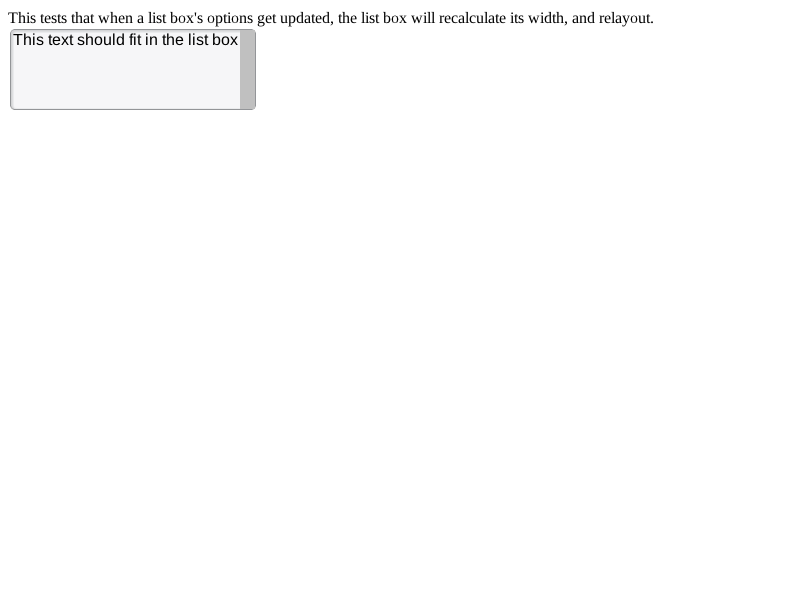 This tests that when a list box's options get updated, the list box will recalculate its width, and relayout.
This text should fit in the list box